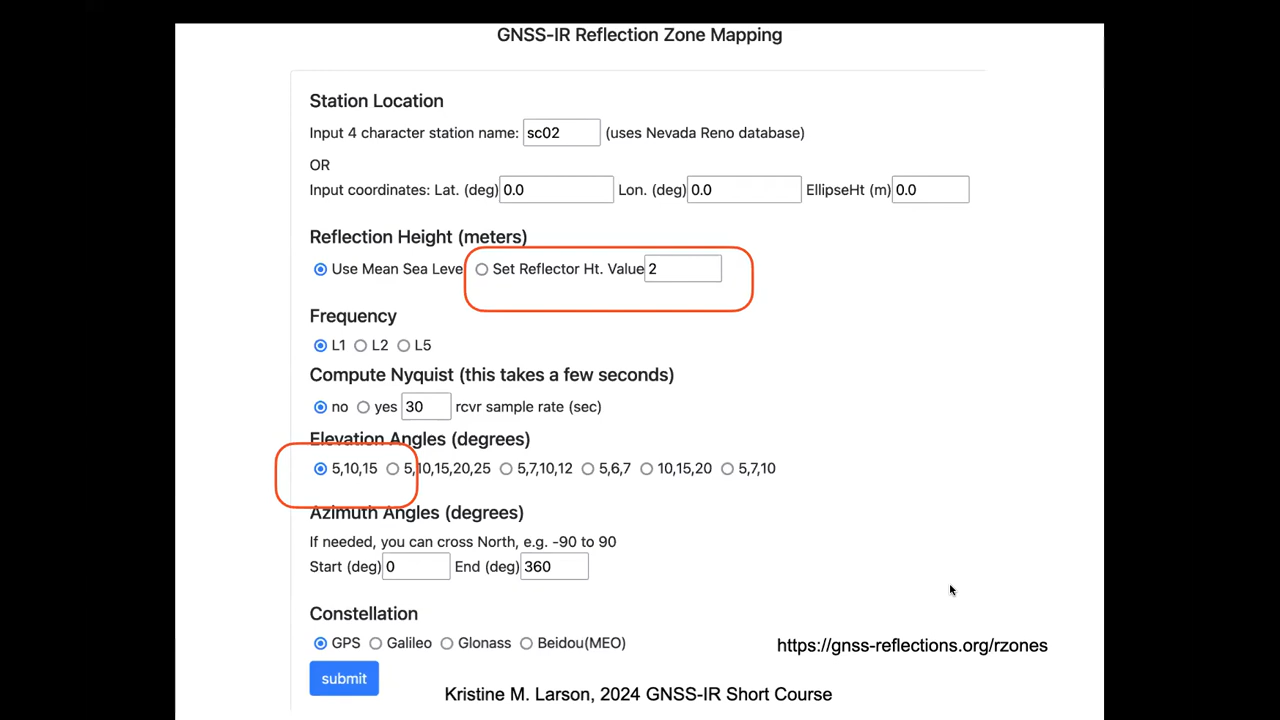 GNSS-IR Reflection Zone Mapping
Station Location
Input 4 character station name: sc02 (uses Nevada Reno database)
OR
Input coordinates: Lat. (deg) 0.0 Lon. (deg) 0.0 EllipseHt (m) 0.0
Reflection Height (meters)
Use Mean Sea Leve Set Reflector Ht. Value 2
Frequency
L1 L2 L5
Compute Nyquist (this takes a few seconds)
no yes 30 rcvr sample rate (sec)
Elevation Angles (degrees)
5,10,15 5,10,15,20,25 5,7,10,12 5,6,7 10,15,20 5,7,10
Azimuth Angles (degrees)
If needed, you can cross North, e.g. -90 to 90
Start (deg) 0 End (deg) 360
Constellation
GPS Galileo Glonass Beidou(MEO)
https://gnss-reflections.org/rzones
submit
Kristine M. Larson, 2024 GNSS-IR Short Course